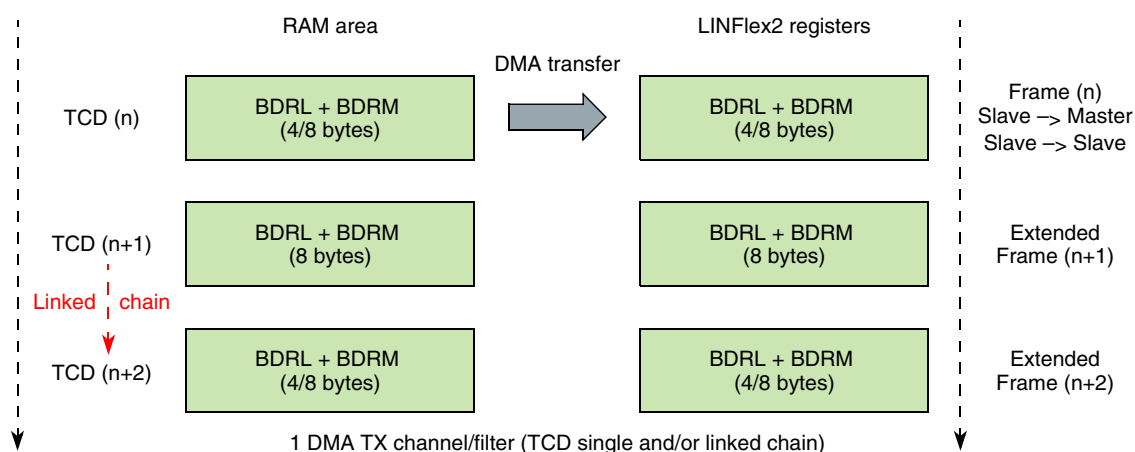 RAM area
LINFlex2 registers
DMA transfer
TCD (n)
BDRL + BDRM
(4/8 bytes)
BDRL + BDRM
(4/8 bytes)
Frame (n)
Slave –> Master
Slave –> Slave
TCD (n+1)
BDRL + BDRM
(8 bytes)
BDRL + BDRM
(8 bytes)
Extended
Frame (n+1)
Linked chain
TCD (n+2)
BDRL + BDRM
(4/8 bytes)
BDRL + BDRM
(4/8 bytes)
Extended
Frame (n+2)
1 DMA TX channel/filter (TCD single and/or linked chain)